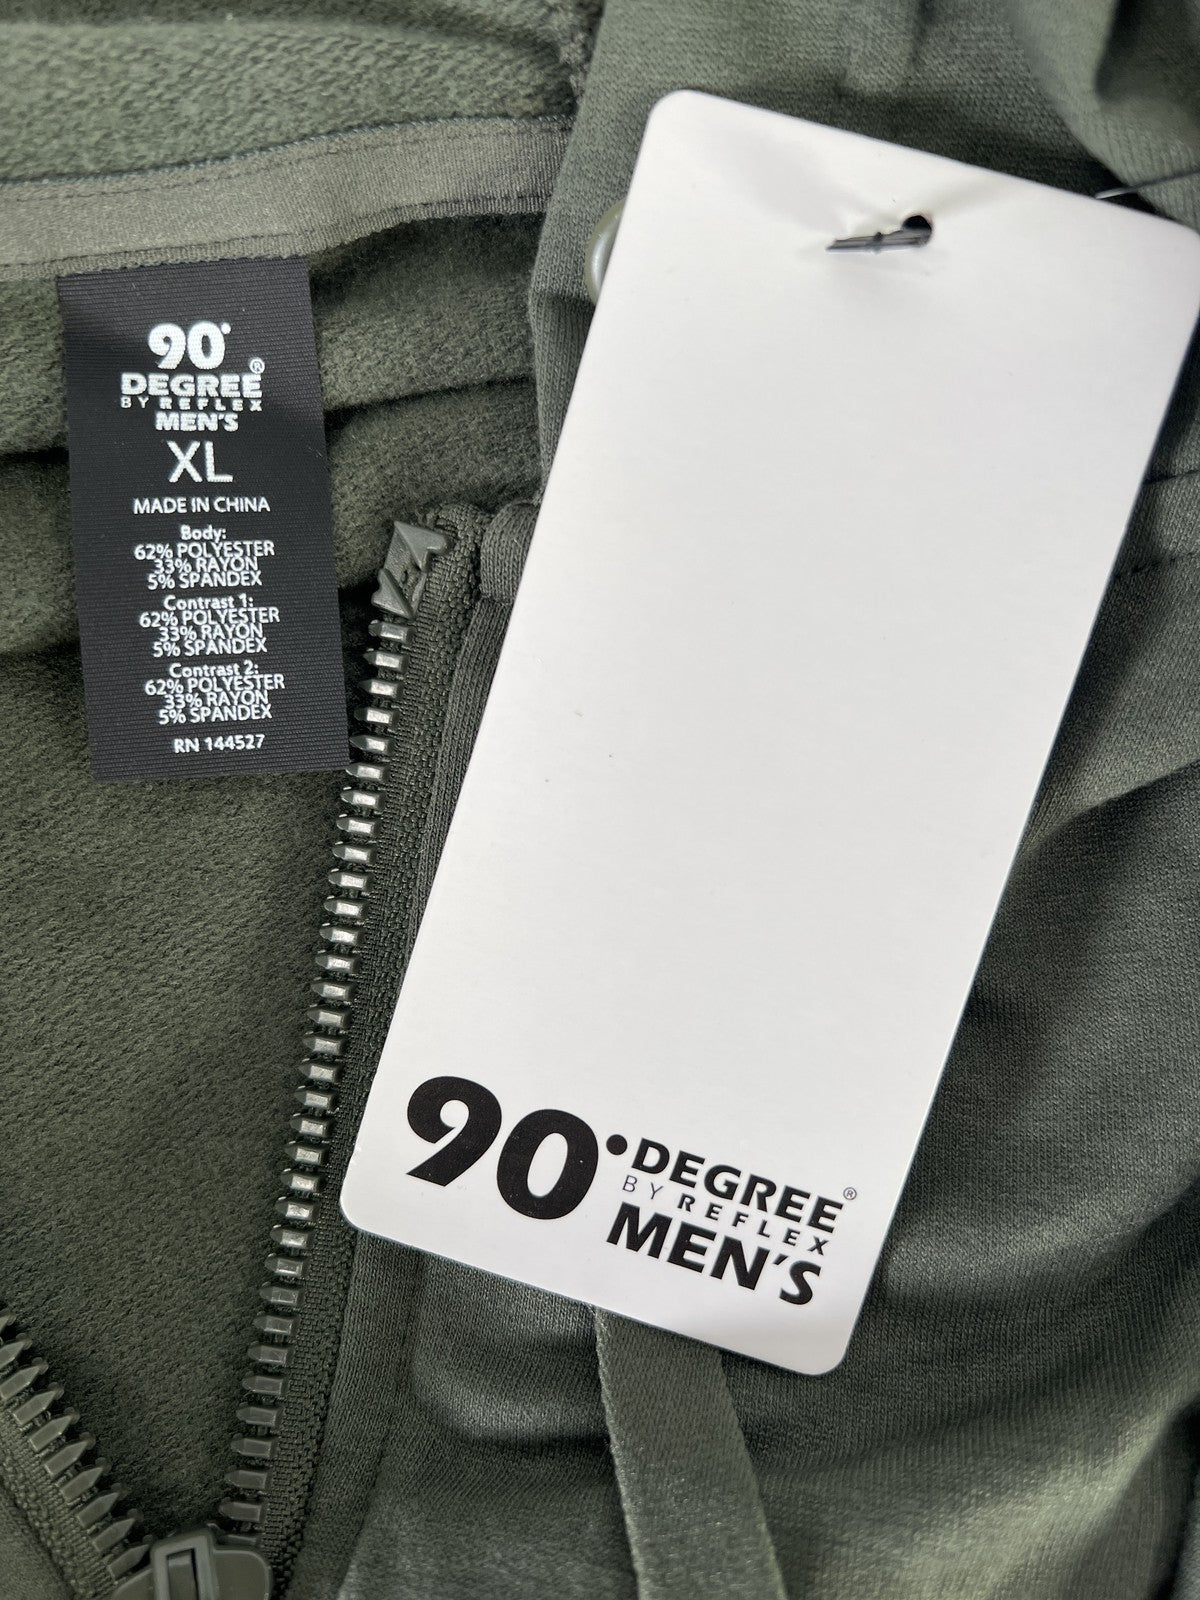 90°
DEGREE®
BY REFLEX
MEN'S
XL
MADE IN CHINA
Body:
62% POLYESTER
33% RAYON
5% SPANDEX
Contrast 1:
62% POLYESTER
33% RAYON
5% SPANDEX
Contrast 2:
62% POLYESTER
33% RAYON
5% SPANDEX
RN 144527
90° DEGREE®
BY REFLEX
MEN'S